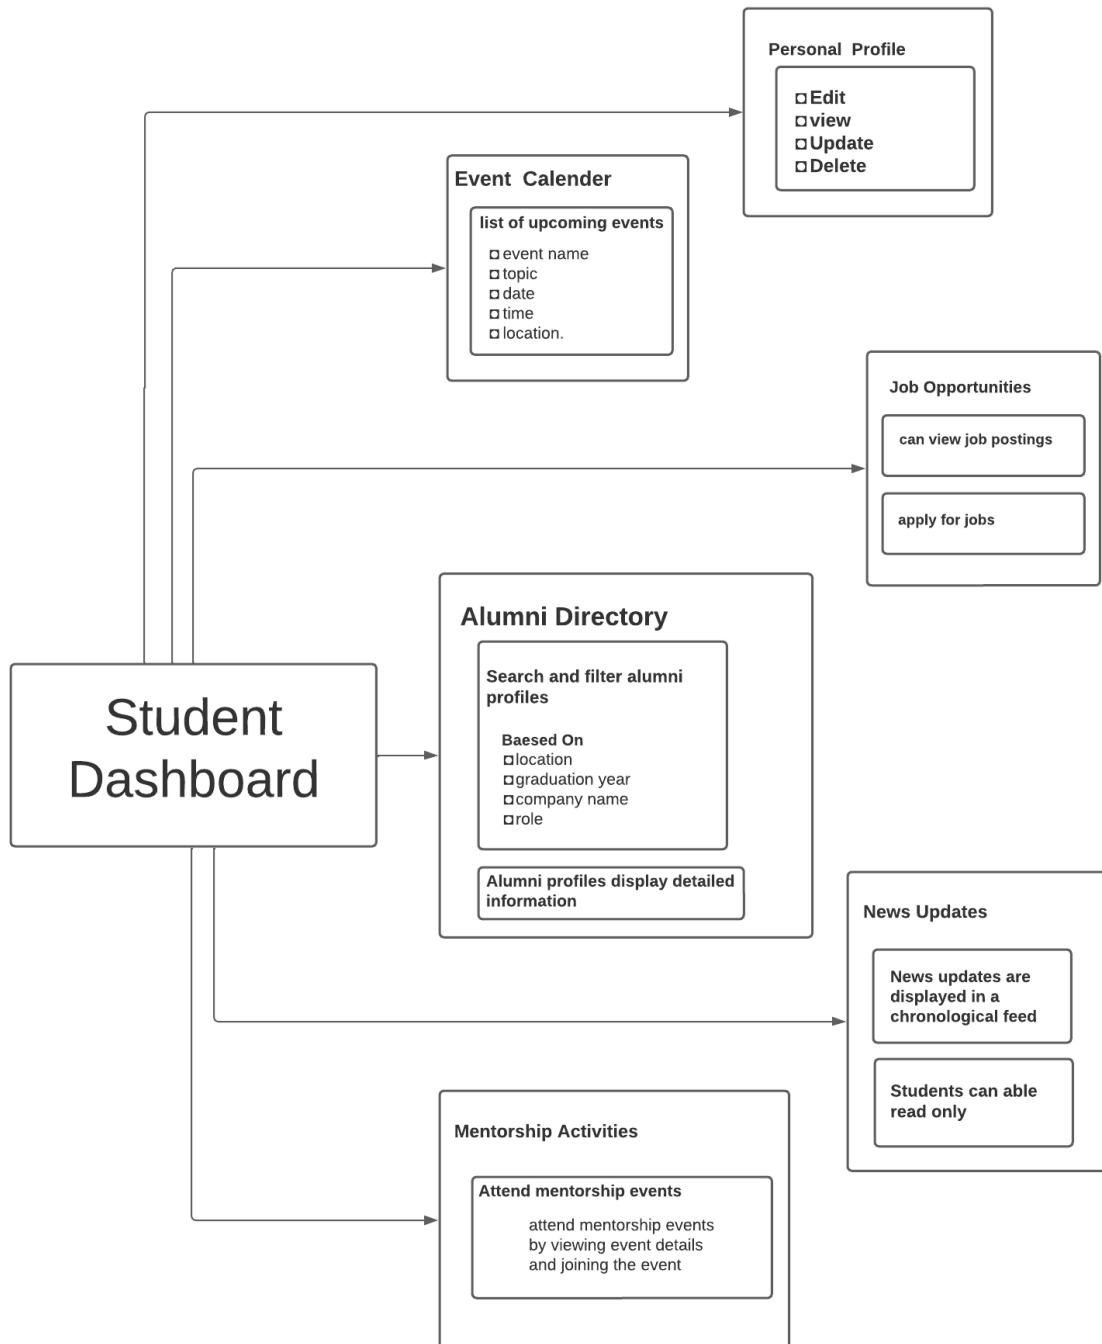 Personal Profile
Edit
view
Update
Delete
Event Calender
list of upcoming events
event name
topic
date
time
location.
Job Opportunities
can view job postings
apply for jobs
Alumni Directory
Search and filter alumni
profiles
Baesed On
location
graduation year
company name
role
Alumni profiles display detailed
information
Student
Dashboard
News Updates
News updates are
displayed in a
chronological feed
Students can able
read only
Mentorship Activities
Attend mentorship events
attend mentorship events
by viewing event details
and joining the event